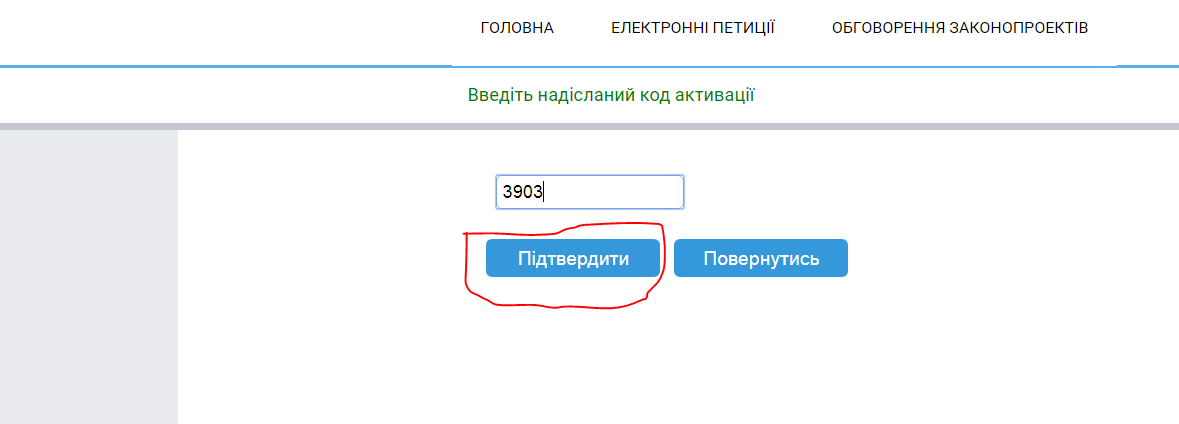 ГОЛОВНА ЕЛЕКТРОННІ ПЕТИЦІЇ ОБГОВОРЕННЯ ЗАКОНОПРОЕКТІВ
Введіть надісланий код активації
3903
Підтвердити Повернутись